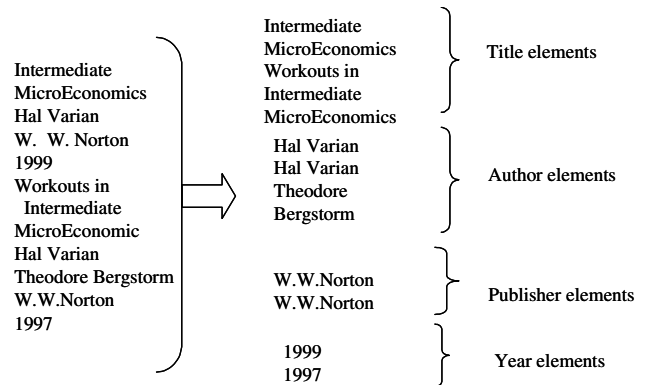 Intermediate
MicroEconomics
Hal Varian
W. W. Norton
1999
Workouts in
Intermediate
MicroEconomic
Hal Varian
Theodore Bergstorm
W.W.Norton
1997
Intermediate
MicroEconomics
Workouts in
Intermediate
MicroEconomics
Title elements
Hal Varian
Hal Varian
Theodore
Bergstorm
Author elements
W.W.Norton
W.W.Norton
Publisher elements
1999
1997
Year elements